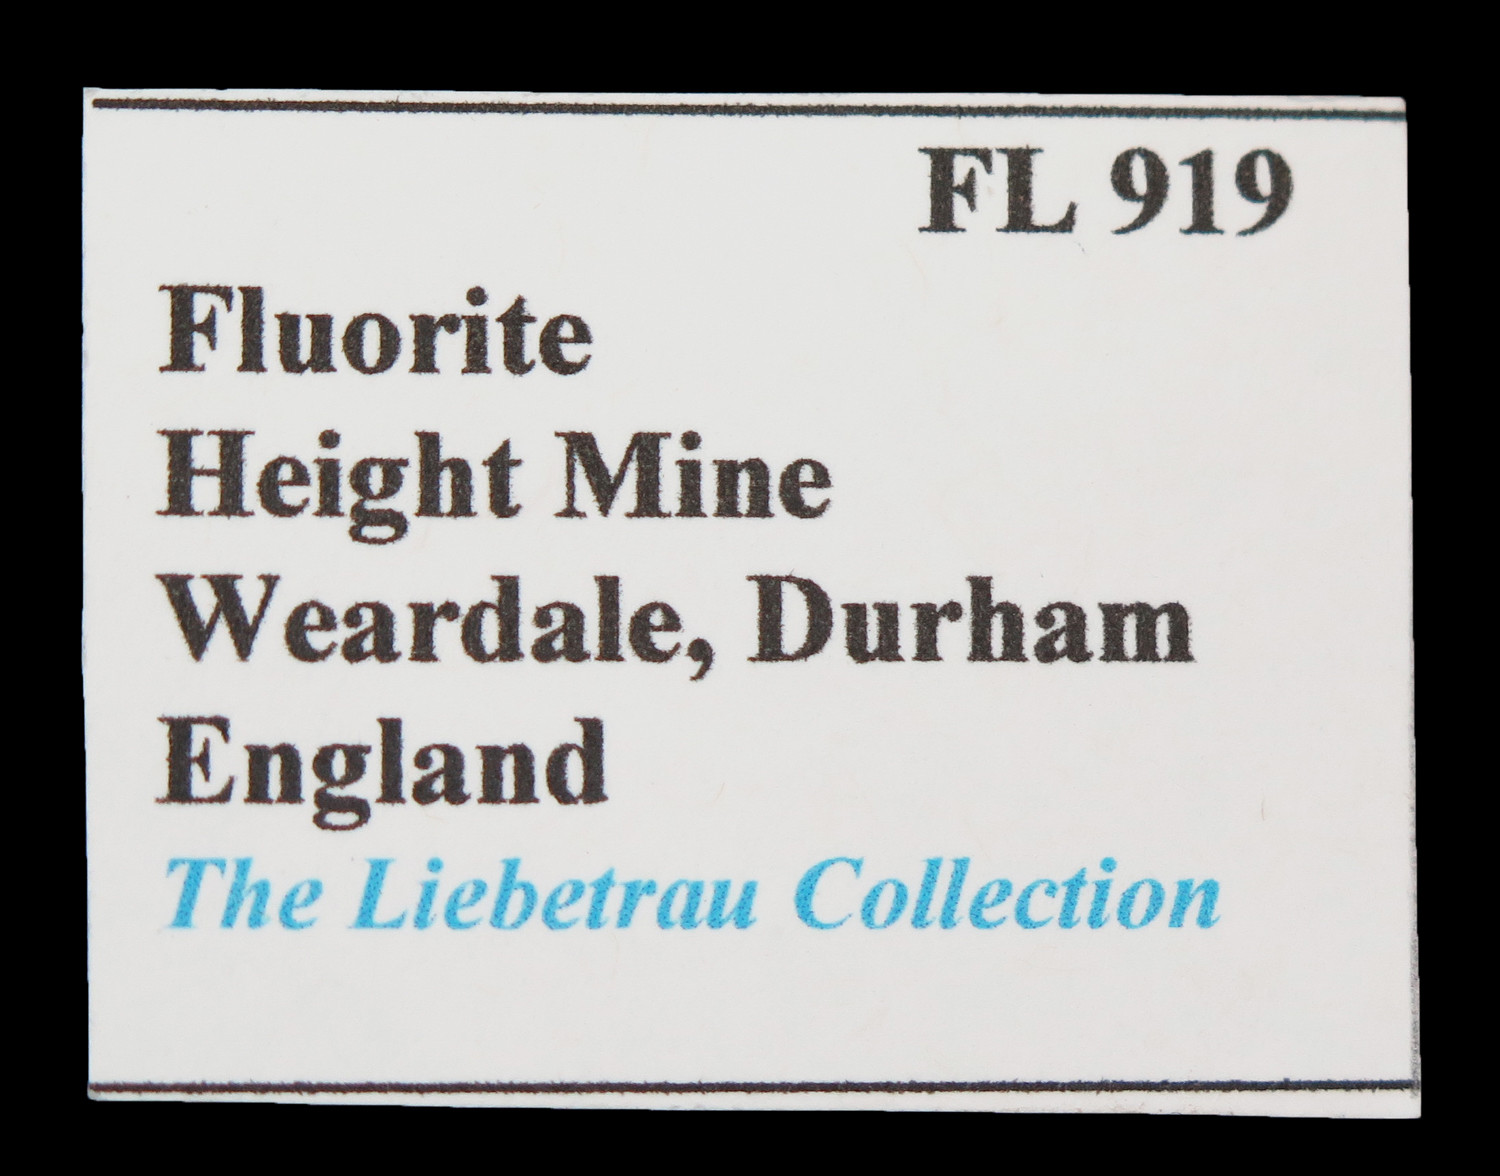 FL 919
Fluorite
Height Mine
Weardale, Durham
England
The Liebetrau Collection